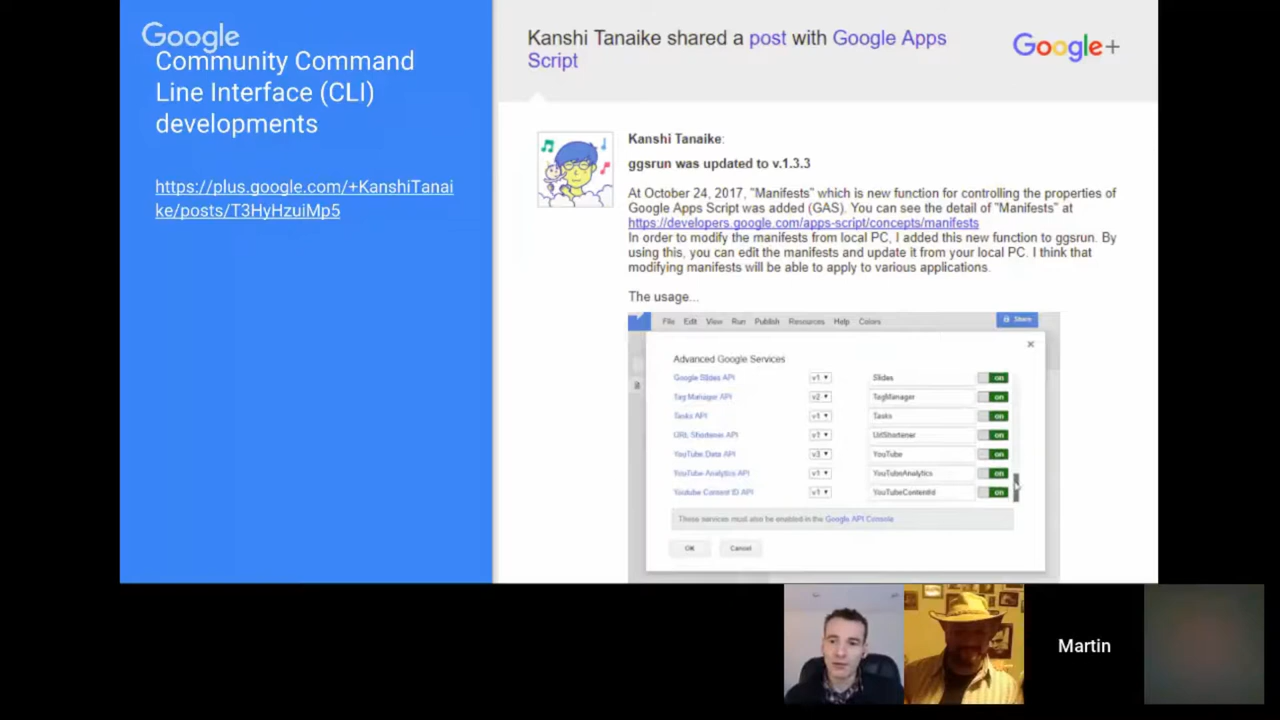 Google
Community Command
Line Interface (CLI)
developments
https://plus.google.com/+KanshiTanai
ke/posts/T3HyHzuiMp5
Kanshi Tanaike shared a post with Google Apps
Script
Google+
Kanshi Tanaike:
ggsrun was updated to v.1.3.3
At October 24, 2017, "Manifests" which is new function for controlling the properties of
Google Apps Script was added (GAS). You can see the detail of "Manifests" at
https://developers.google.com/apps-script/concepts/manifests
In order to modify the manifests from local PC, I added this new function to ggsrun. By
using this, you can edit the manifests and update it from your local PC. I think that
modifying manifests will be able to apply to various applications.
The usage...
File Edit View Run Publish Resources Help Colors Share
Advanced Google Services
Google Slides API v1 Slides on
Tag Manager API v2 TagManager on
Tasks API v1 Tasks on
URL Shortener API v1 UrlShortener on
YouTube Data API v3 YouTube on
YouTube Analytics API v1 YouTubeAnalytics on
Youtube Content ID API v1 YouTubeContentId on
These services must also be enabled in the Google API Console
OK Cancel
Martin